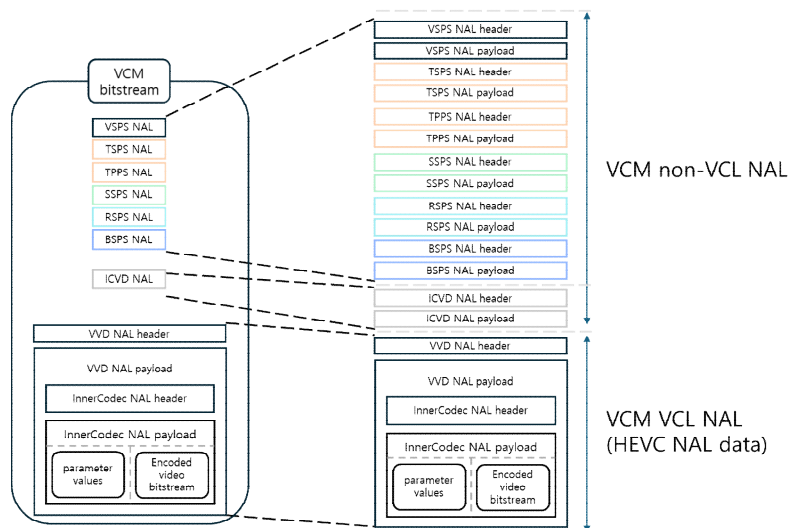 VCM
bitstream
VSPS NAL
TSPS NAL
TPPS NAL
SSPS NAL
RSPS NAL
BSPS NAL
ICVD NAL
VVD NAL header
VVD NAL payload
InnerCodec NAL header
InnerCodec NAL payload
parameter
values
Encoded
video
bitstream
VSPS NAL header
VSPS NAL payload
TSPS NAL header
TSPS NAL payload
TPPS NAL header
TPPS NAL payload
SSPS NAL header
SSPS NAL payload
RSPS NAL header
RSPS NAL payload
BSPS NAL header
BSPS NAL payload
ICVD NAL header
ICVD NAL payload
VVD NAL header
VVD NAL payload
InnerCodec NAL header
InnerCodec NAL payload
parameter
values
Encoded
video
bitstream
VCM non-VCL NAL
VCM VCL NAL
(HEVC NAL data)